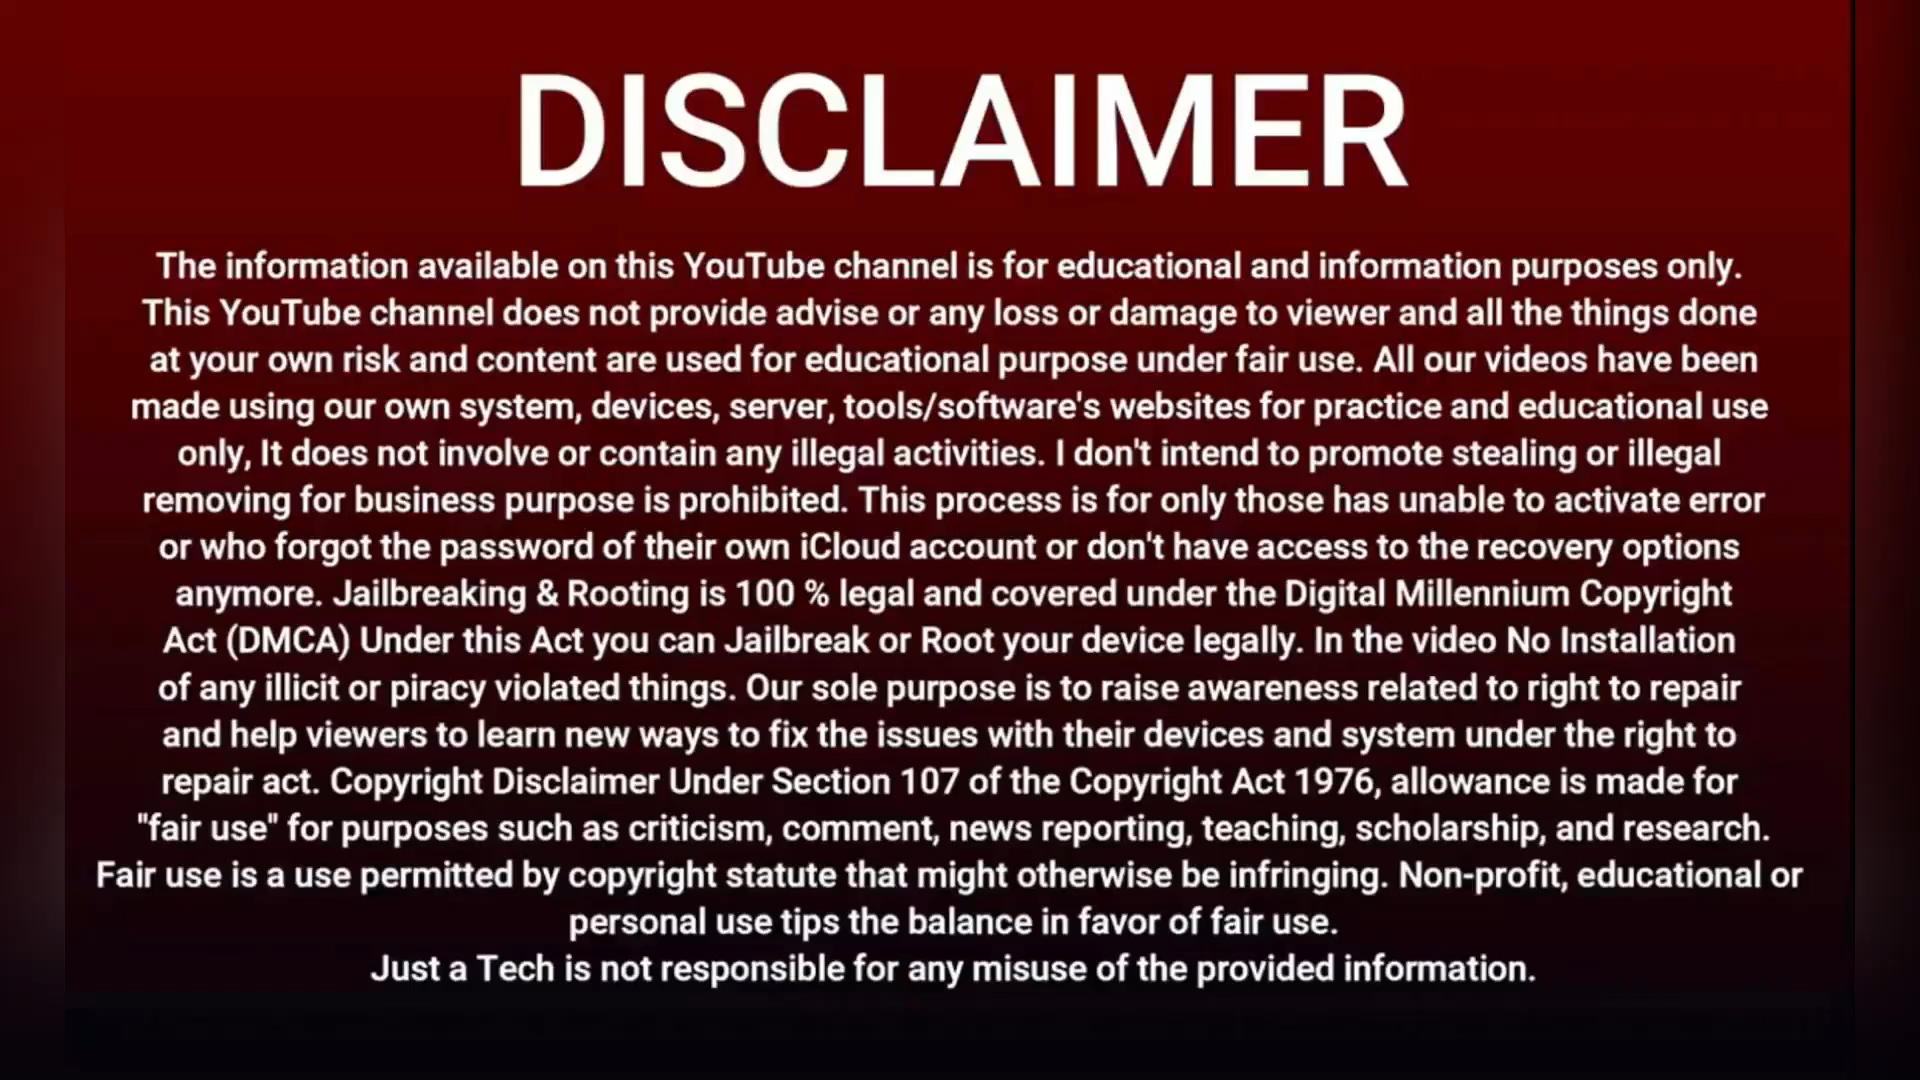 DISCLAIMER
The information available on this YouTube channel is for educational and information purposes only.
This YouTube channel does not provide advise or any loss or damage to viewer and all the things done
at your own risk and content are used for educational purpose under fair use. All our videos have been
made using our own system, devices, server, tools/software's websites for practice and educational use
only, It does not involve or contain any illegal activities. I don't intend to promote stealing or illegal
removing for business purpose is prohibited. This process is for only those has unable to activate error
or who forgot the password of their own iCloud account or don't have access to the recovery options
anymore. Jailbreaking & Rooting is 100 % legal and covered under the Digital Millennium Copyright
Act (DMCA) Under this Act you can Jailbreak or Root your device legally. In the video No Installation
of any illicit or piracy violated things. Our sole purpose is to raise awareness related to right to repair
and help viewers to learn new ways to fix the issues with their devices and system under the right to
repair act. Copyright Disclaimer Under Section 107 of the Copyright Act 1976, allowance is made for
"fair use" for purposes such as criticism, comment, news reporting, teaching, scholarship, and research.
Fair use is a use permitted by copyright statute that might otherwise be infringing. Non-profit, educational or
personal use tips the balance in favor of fair use.
Just a Tech is not responsible for any misuse of the provided information.